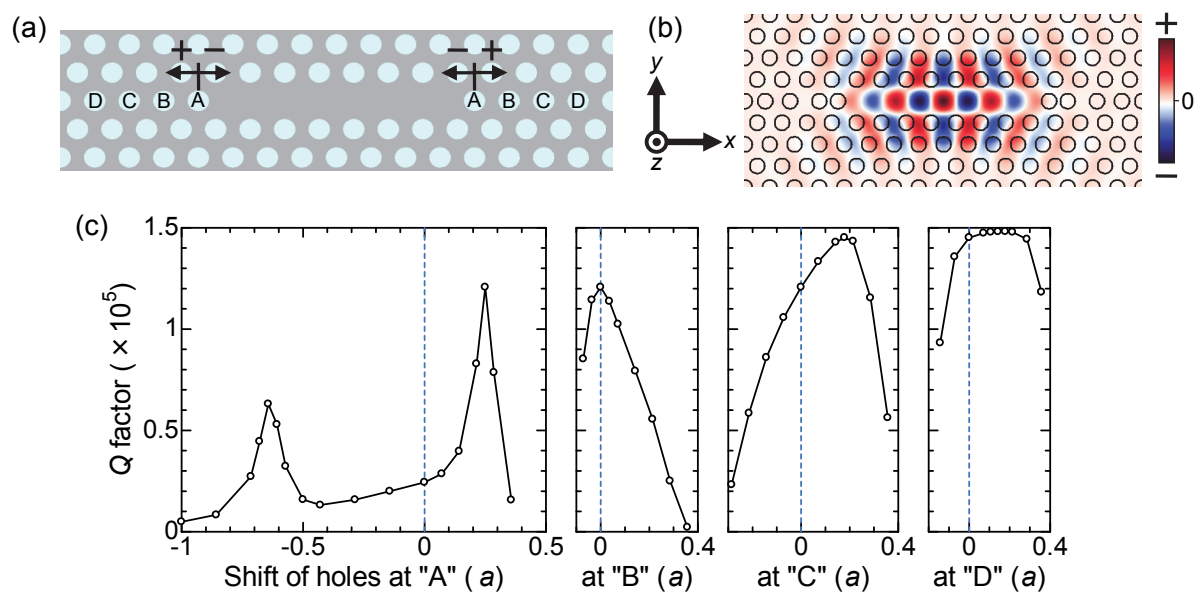 (a)
+ −
− +
D C B A
A B C D
(b)
y
x
z
+
0
−
(c)
Q factor ( × 10⁵)
1.5
1
0.5
0
-1
-0.5
0
0.5
Shift of holes at "A" ( a )
0
0.4
at "B" ( a )
0
0.4
at "C" ( a )
0
0.4
at "D" ( a )